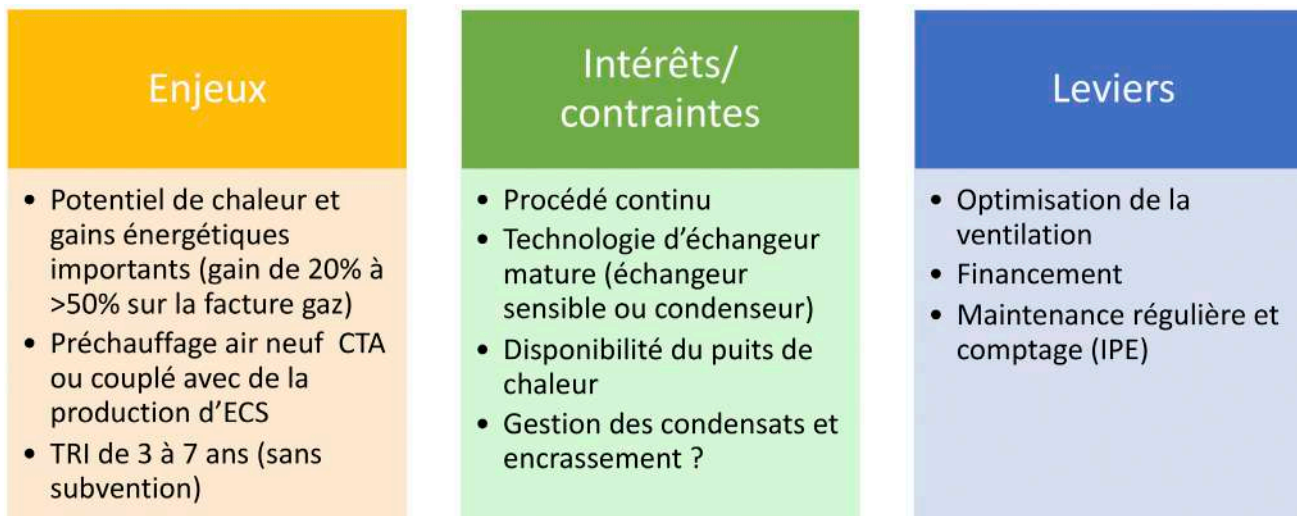 Enjeux
• Potentiel de chaleur et
gains énergétiques
importants (gain de 20% à
>50% sur la facture gaz)
• Préchauffage air neuf CTA
ou couplé avec de la
production d’ECS
• TRI de 3 à 7 ans (sans
subvention)
Intérêts/
contraintes
• Procédé continu
• Technologie d’échangeur
mature (échangeur
sensible ou condenseur)
• Disponibilité du puits de
chaleur
• Gestion des condensats et
encrassement ?
Leviers
• Optimisation de la
ventilation
• Financement
• Maintenance régulière et
comptage (IPE)